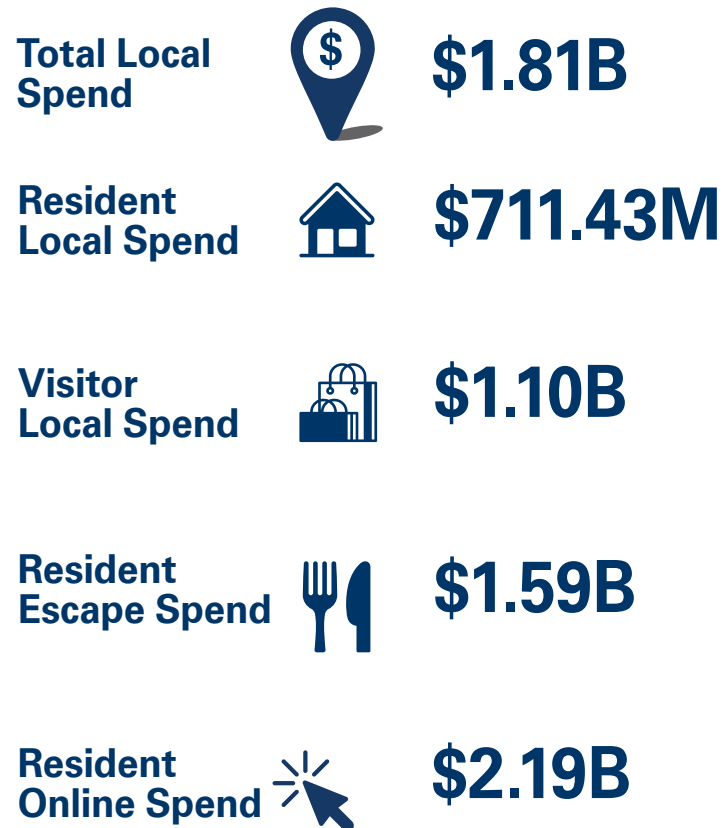 Total Local
Spend
$
$1.81B
Resident
Local Spend
$711.43M
Visitor
Local Spend
$1.10B
Resident
Escape Spend
$1.59B
Resident
Online Spend
$2.19B